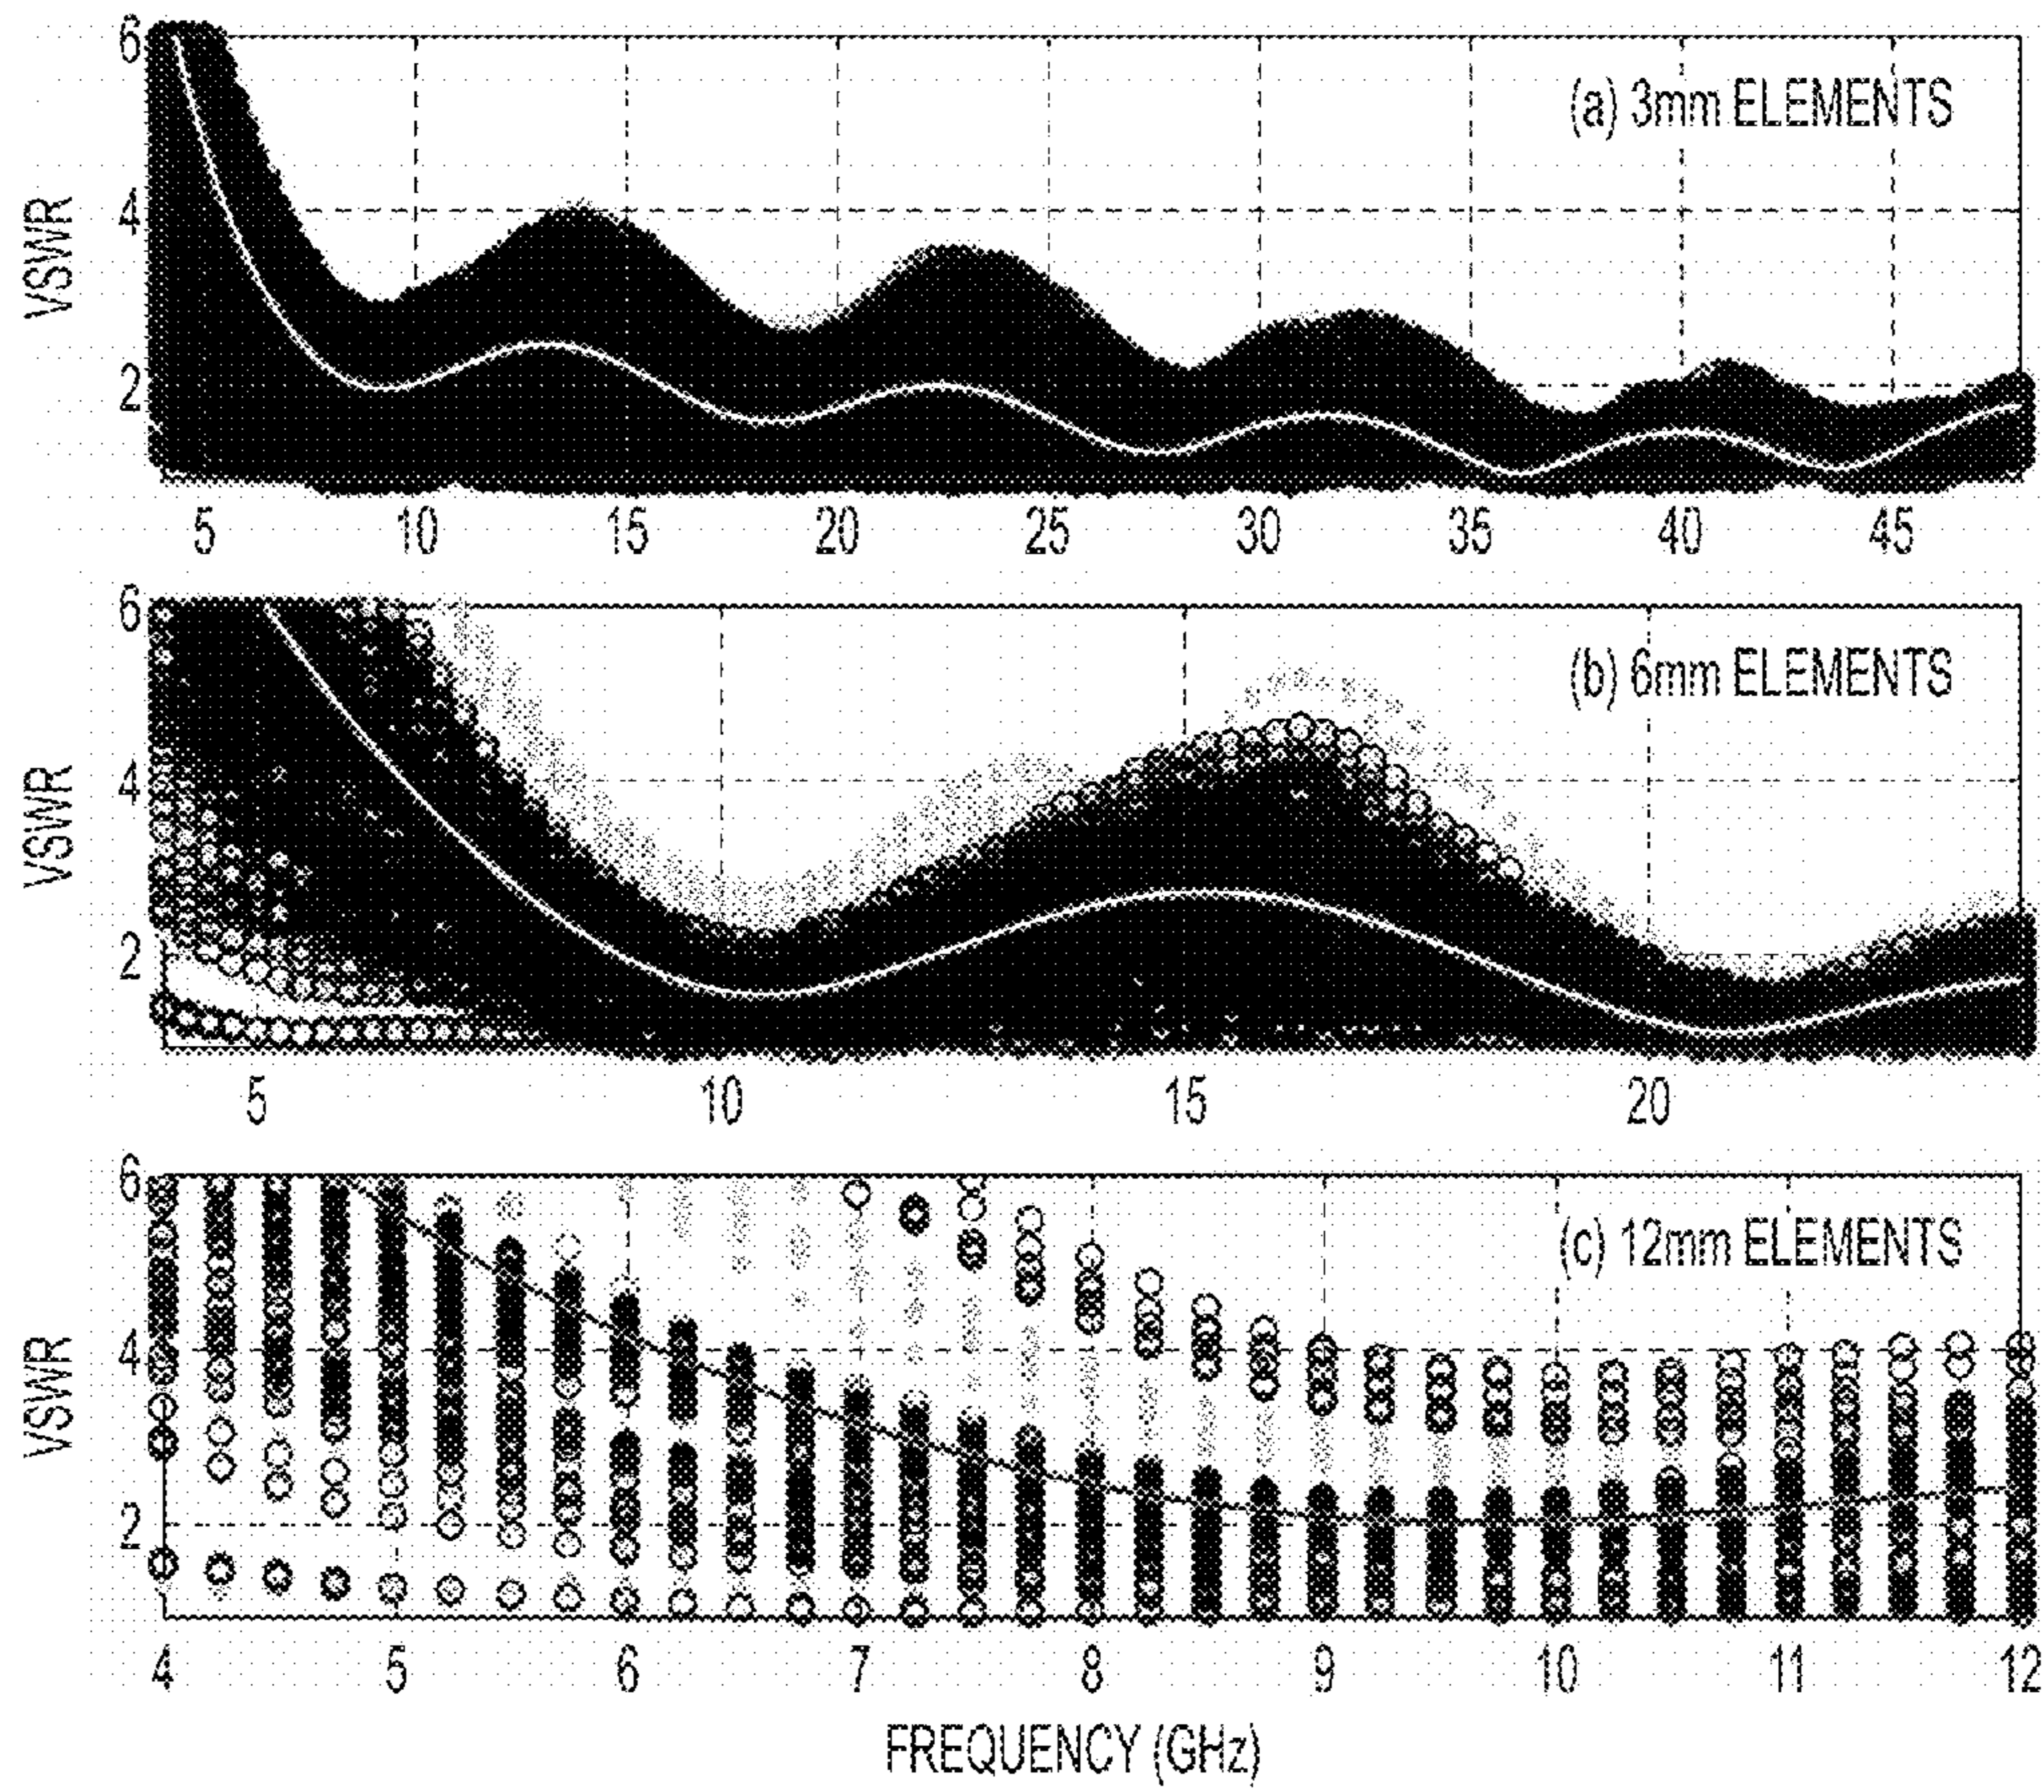 6
(a) 3mm ELEMENTS
4
VSWR
2
5 10 15 20 25 30 35 40 45
6
(b) 6mm ELEMENTS
4
VSWR
2
5 10 15 20
6
(c) 12mm ELEMENTS
4
VSWR
2
4 5 6 7 8 9 10 11 12
FREQUENCY (GHz)